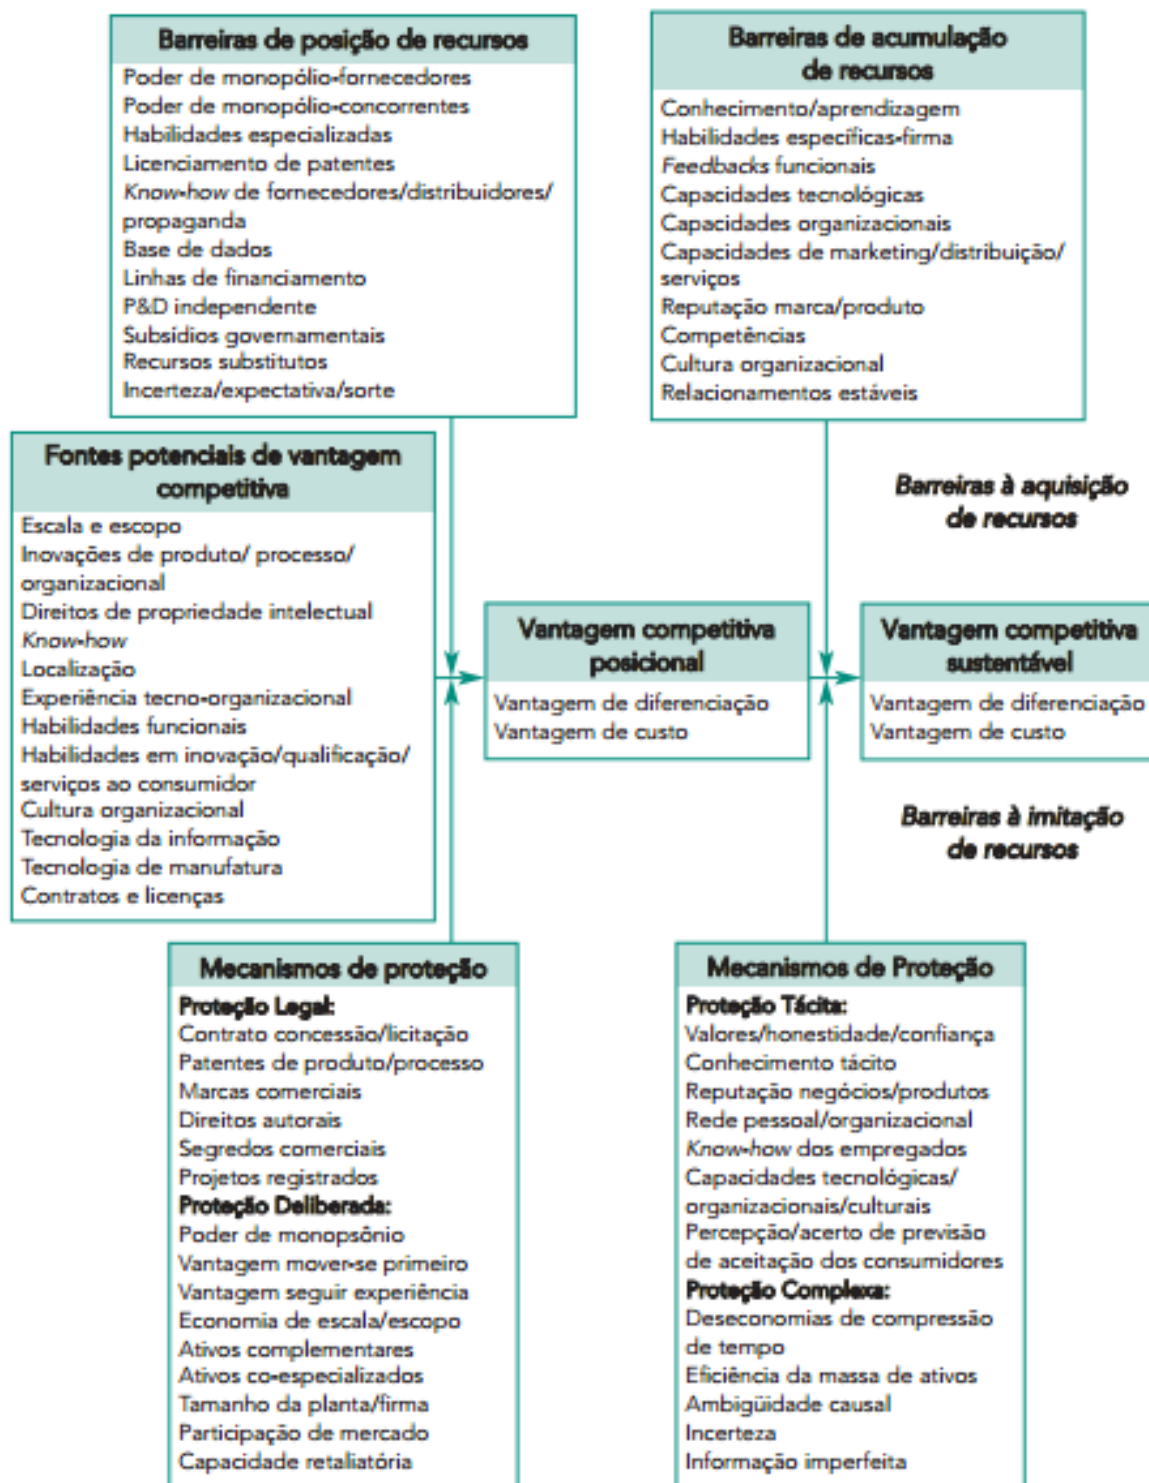 Barreiras de posição de recursos
Poder de monopólio-fornecedores
Poder de monopólio-concorrentes
Habilidades especializadas
Licenciamento de patentes
Know-how de fornecedores/distribuidores/
propaganda
Base de dados
Linhas de financiamento
P&D independente
Subsídios governamentais
Recursos substitutos
Incerteza/expectativa/sorte
Barreiras de acumulação
de recursos
Conhecimento/aprendizagem
Habilidades específicas-firma
Feedbacks funcionais
Capacidades tecnológicas
Capacidades organizacionais
Capacidades de marketing/distribuição/
serviços
Reputação marca/produto
Competências
Cultura organizacional
Relacionamentos estáveis
Fontes potenciais de vantagem
competitiva
Escala e escopo
Inovações de produto/ processo/
organizacional
Direitos de propriedade intelectual
Know-how
Localização
Experiência tecno-organizacional
Habilidades funcionais
Habilidades em inovação/qualificação/
serviços ao consumidor
Cultura organizacional
Tecnologia da informação
Tecnologia de manufatura
Contratos e licenças
Barreiras à aquisição
de recursos
Vantagem competitiva
posicional
Vantagem de diferenciação
Vantagem de custo
Vantagem competitiva
sustentável
Vantagem de diferenciação
Vantagem de custo
Barreiras à imitação
de recursos
Mecanismos de proteção
Proteção Legal:
Contrato concessão/licitação
Patentes de produto/processo
Marcas comerciais
Direitos autorais
Segredos comerciais
Projetos registrados
Proteção Deliberada:
Poder de monopsônio
Vantagem mover-se primeiro
Vantagem seguir experiência
Economia de escala/escopo
Ativos complementares
Ativos co-especializados
Tamanho da planta/firma
Participação de mercado
Capacidade retaliatória
Mecanismos de Proteção
Proteção Tácita:
Valores/honestidade/confiança
Conhecimento tácito
Reputação negócios/produtos
Rede pessoal/organizacional
Know-how dos empregados
Capacidades tecnológicas/
organizacionais/culturais
Percepção/acerto de previsão
de aceitação dos consumidores
Proteção Complexa:
Deseconomias de compressão
de tempo
Eficiência da massa de ativos
Ambigüidade causal
Incerteza
Informação imperfeita